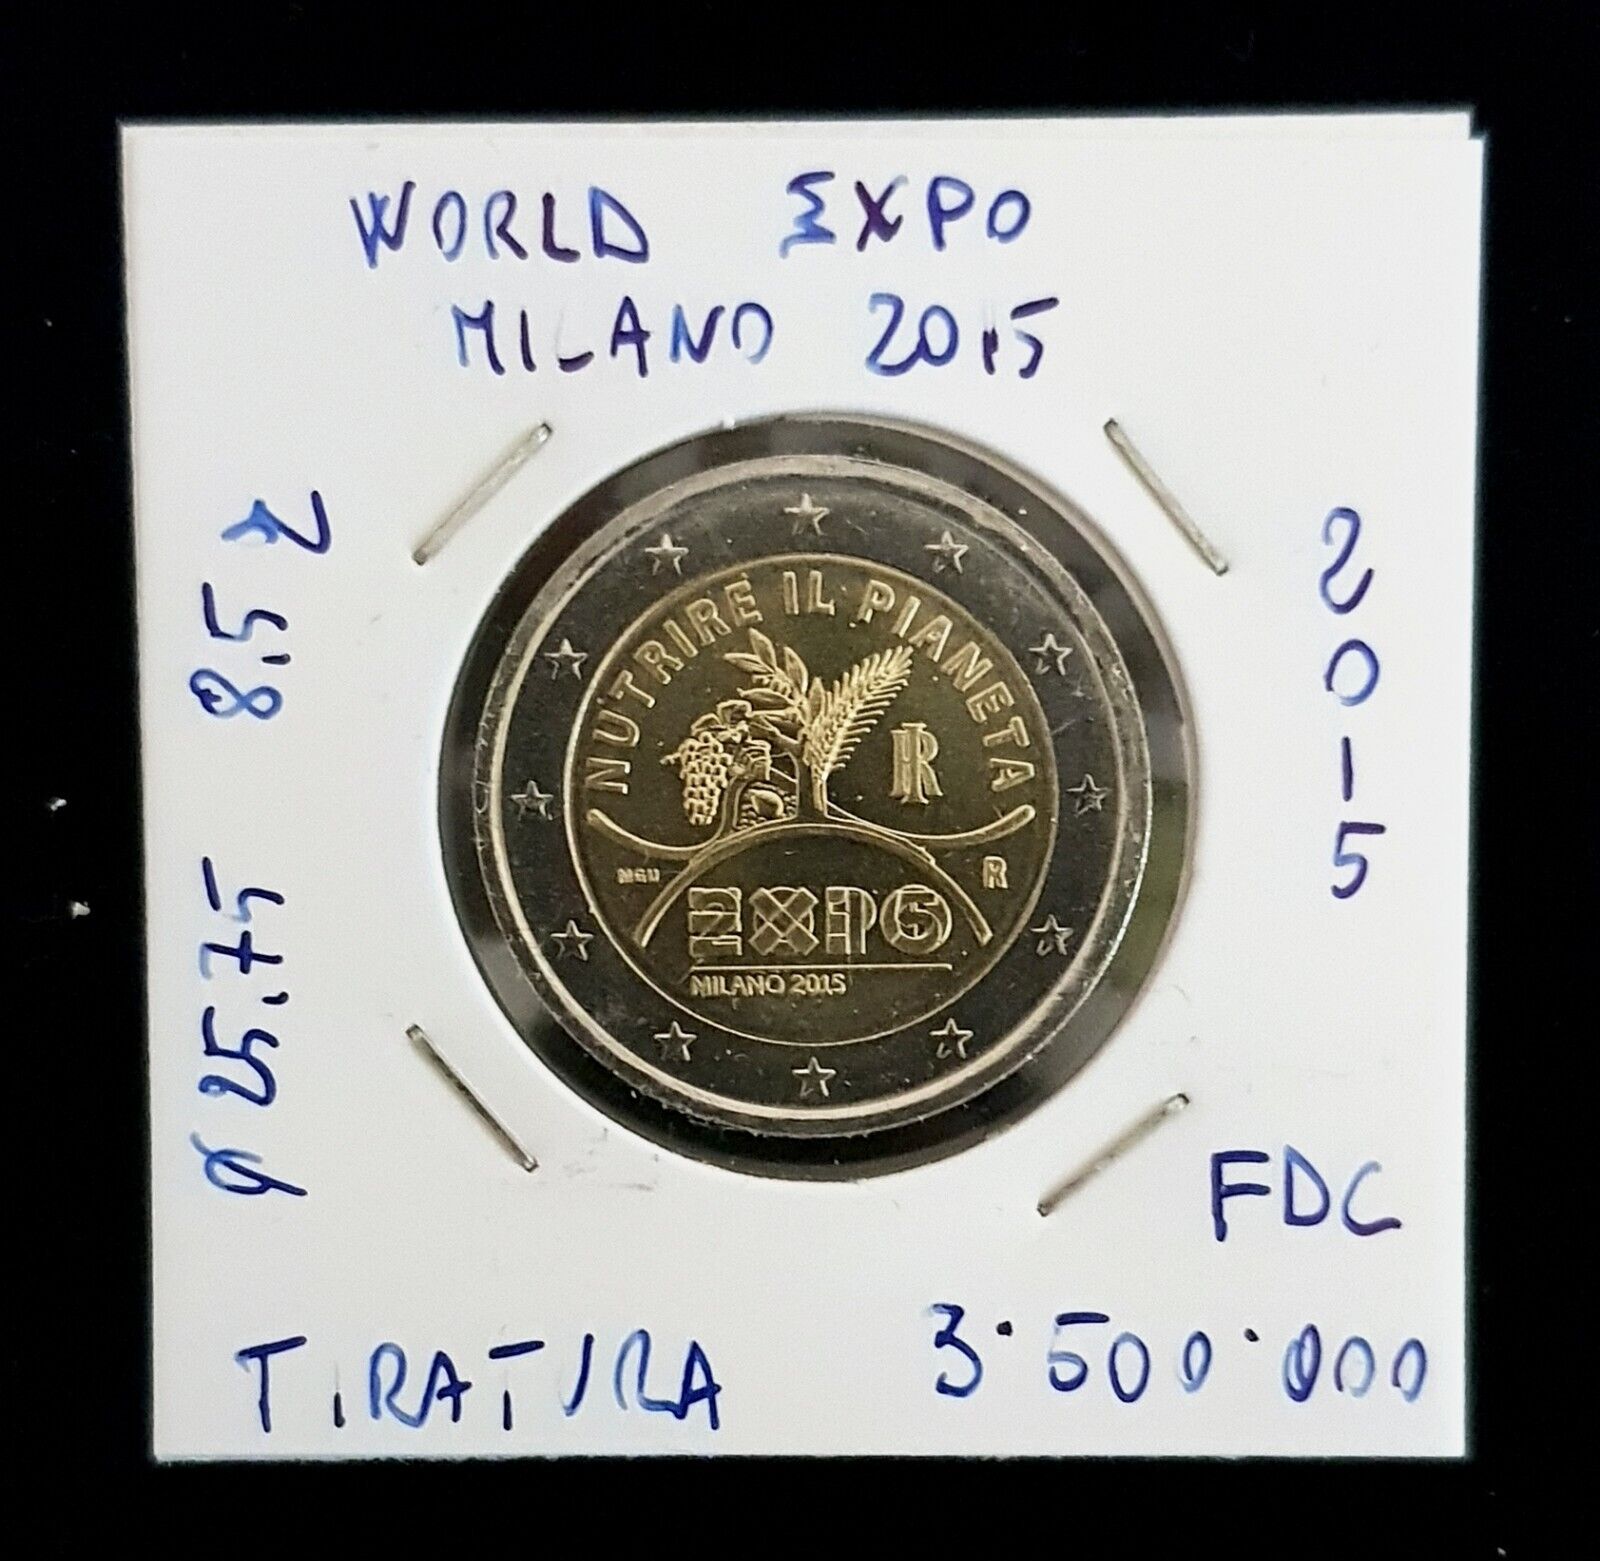 WORLD EXPO
MILANO 2015
8,5 g
ø 25.75
2015
NUTRIRE IL PIANETA
RI
MGU
R
EXPO
MILANO 2015
FDC
TIRATURA 3.500.000